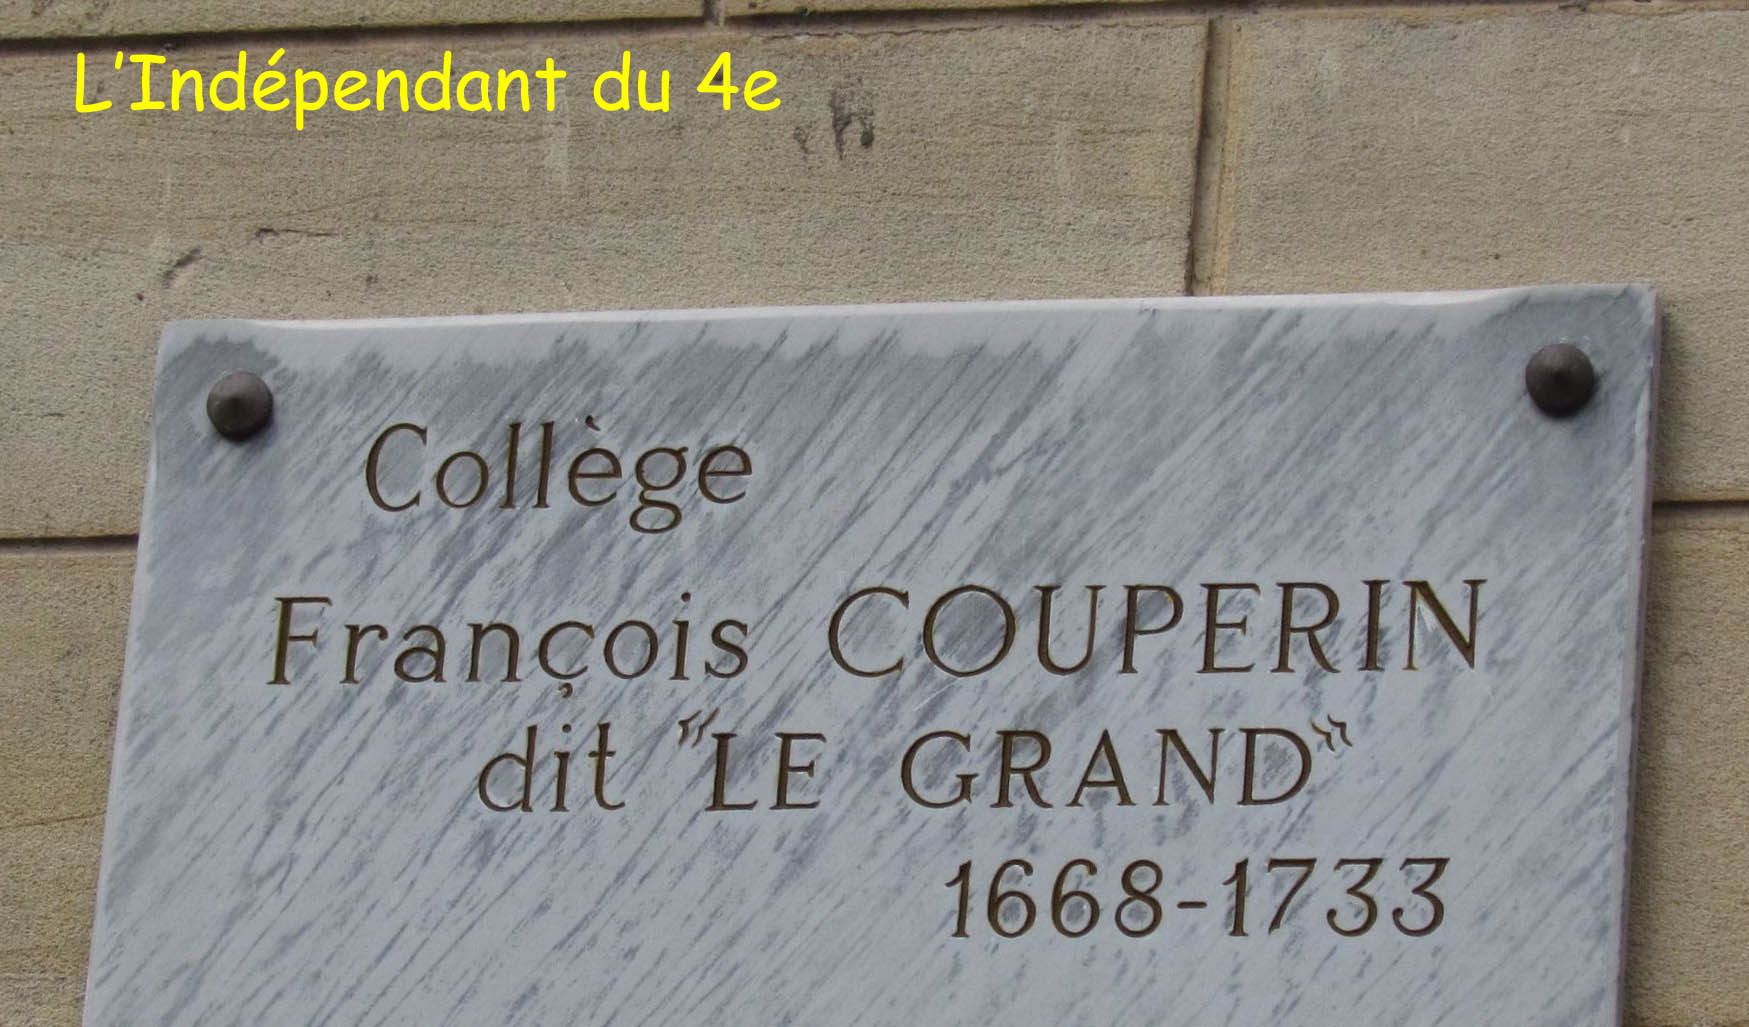 L'Indépendant du 4e
Collège
François COUPERIN
dit "LE GRAND"
1668-1733